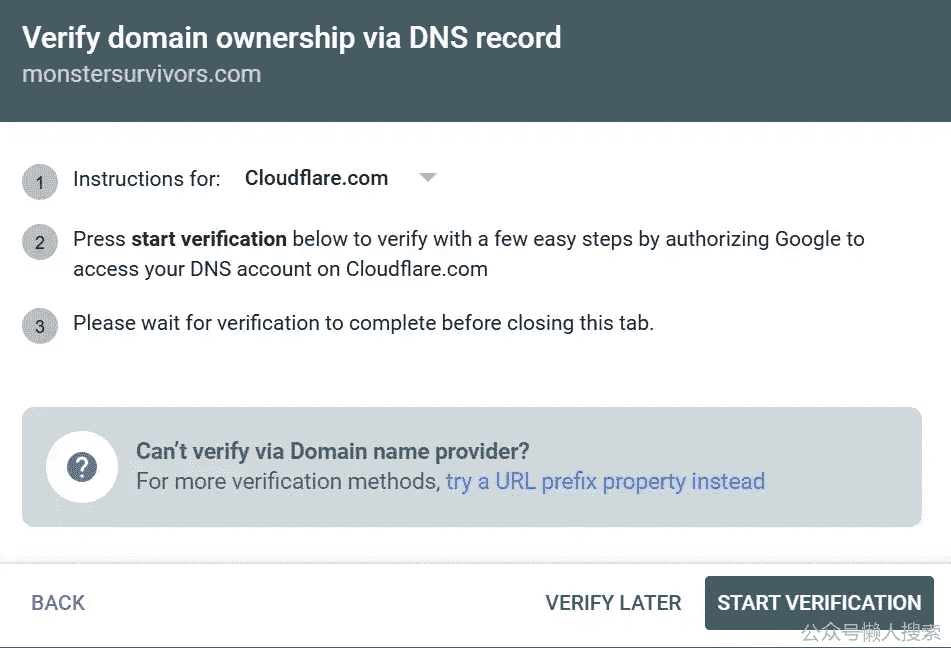 Verify domain ownership via DNS record
monstersurvivors.com
1 Instructions for: Cloudflare.com
2 Press start verification below to verify with a few easy steps by authorizing Google to
access your DNS account on Cloudflare.com
3 Please wait for verification to complete before closing this tab.
?
Can't verify via Domain name provider?
For more verification methods, try a URL prefix property instead
BACK VERIFY LATER START VERIFICATION
公众号懒人搜索